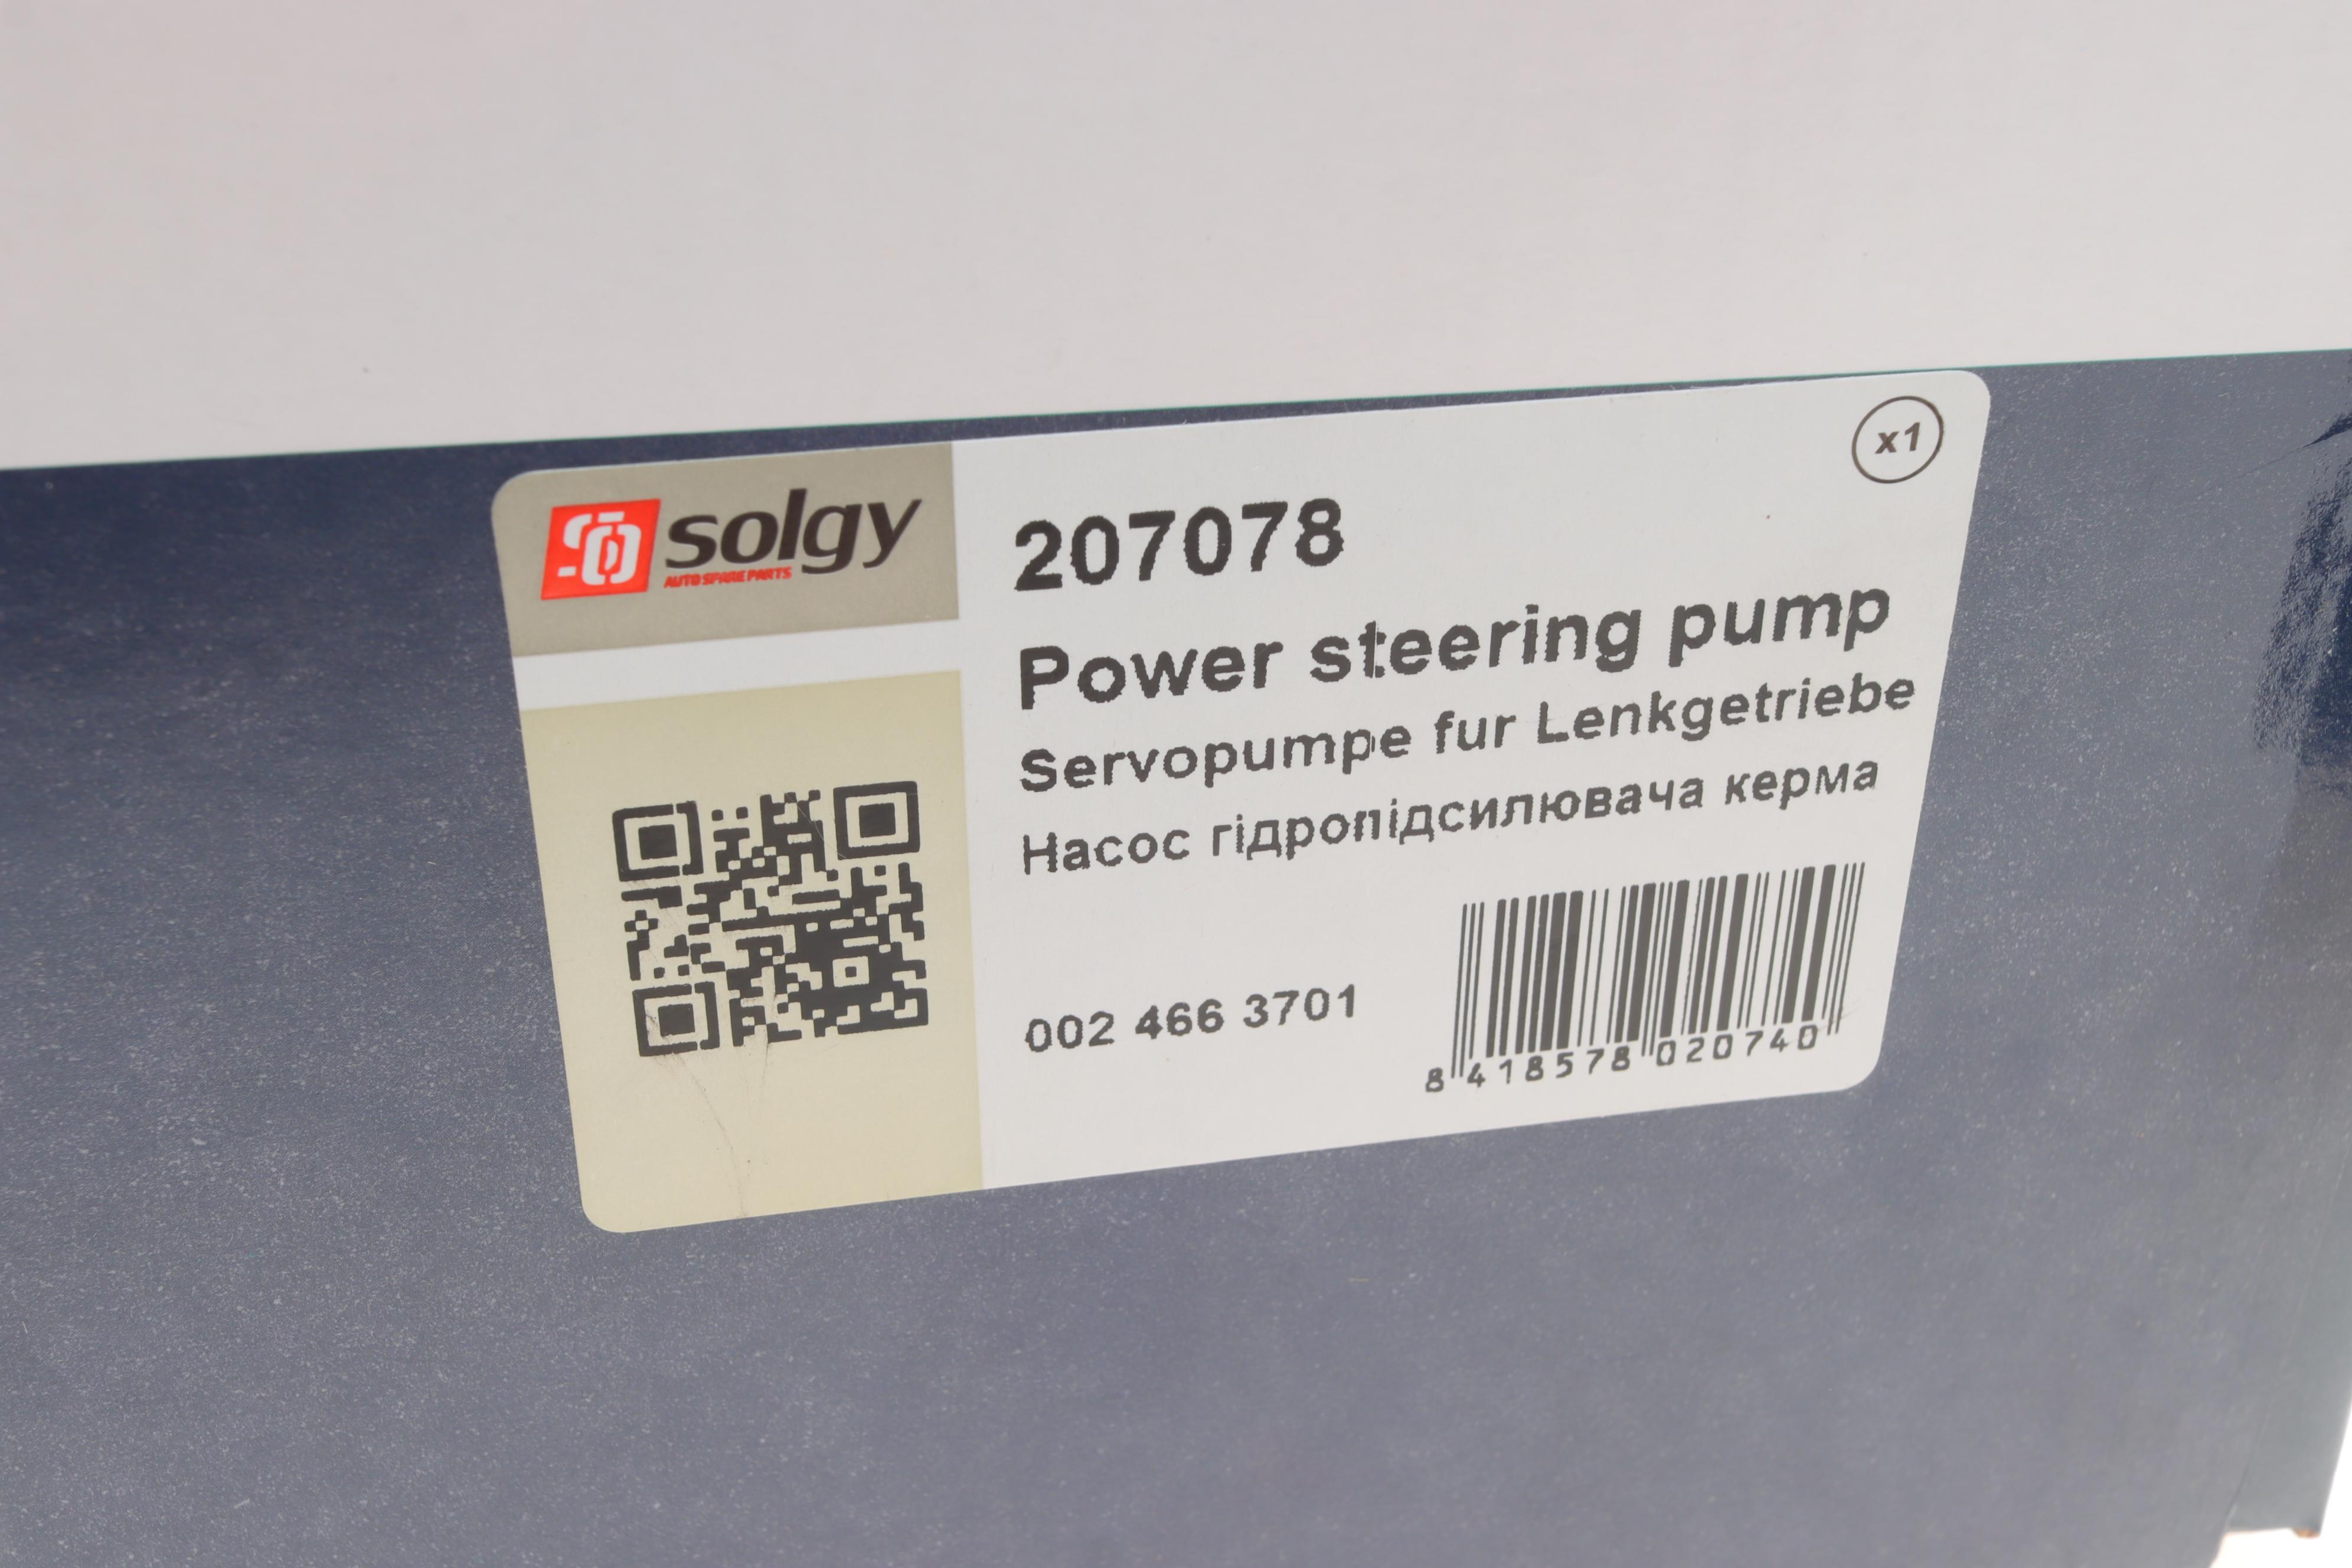 solgy
AUTO SPARE PARTS
x1
207078
Power steering pump
Servopumpe fur Lenkgetriebe
Насос гідропідсилювача керма
002 466 3701
8 418578 020740